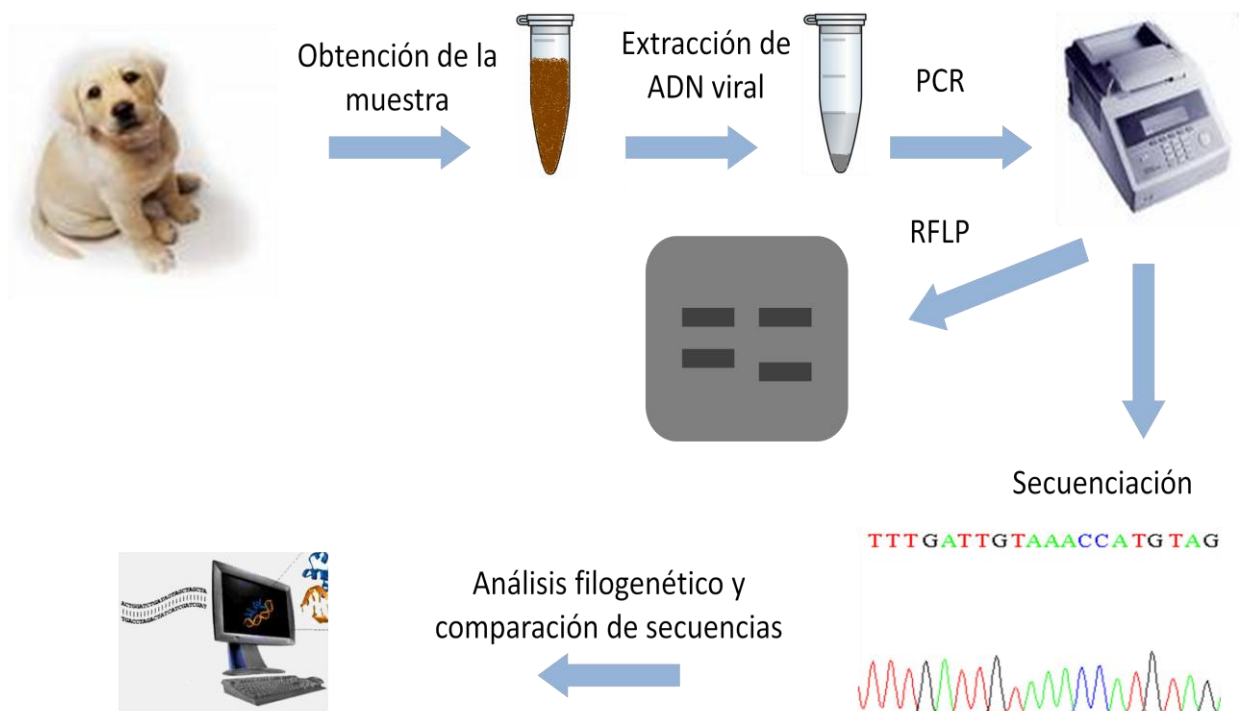 Obtención de la
muestra
Extracción de
ADN viral
PCR
RFLP
Secuenciación
TTTGATTGTAAACCATGTAG
Análisis filogenético y
comparación de secuencias